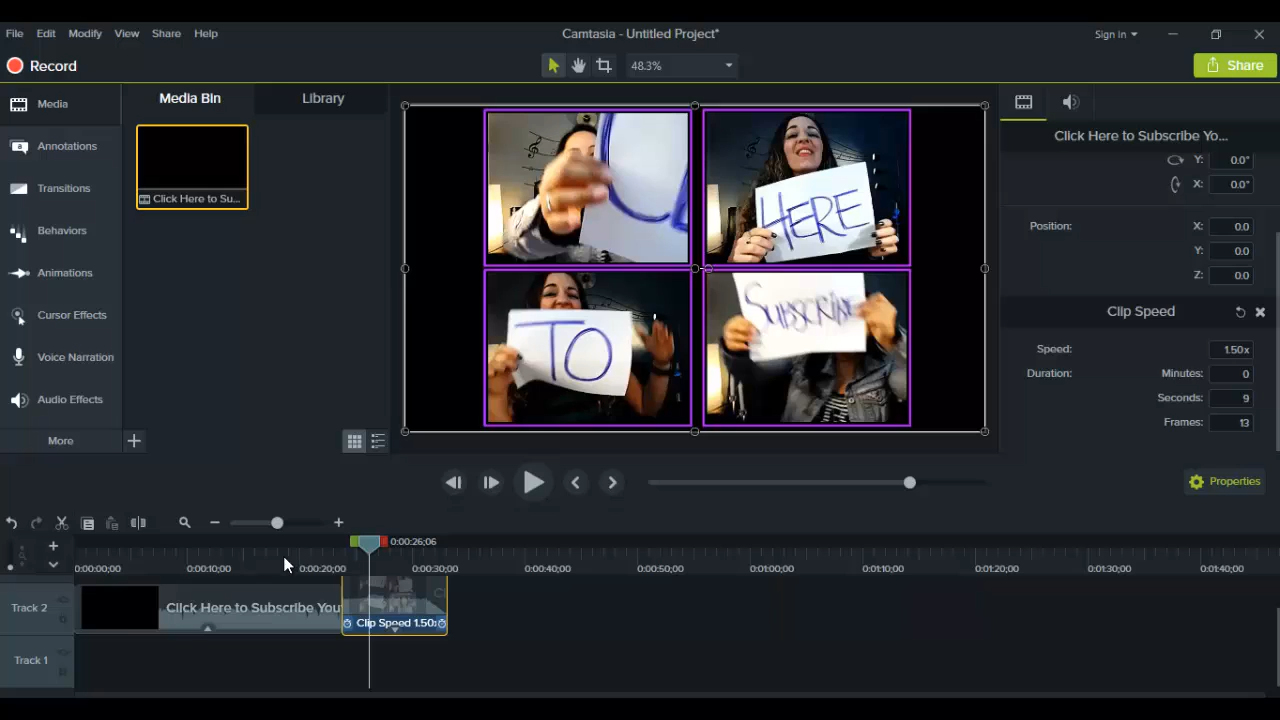 File Edit Modify View Share Help Camtasia - Untitled Project* Sign in
Record 48.3% Share
Media Media Bin Library
Annotations
Transitions
Behaviors
Animations
Cursor Effects
Voice Narration
Audio Effects
More
Click Here to Su...
HERE
TO SUBSCRIBE
Click Here to Subscribe Yo...
Y: 0.0°
X: 0.0°
Position: X: 0.0
Y: 0.0
Z: 0.0
Clip Speed
Speed: 1.50x
Duration: Minutes: 0
Seconds: 9
Frames: 13
Properties
0:00:26;06
0:00:00;00 0:00:10;00 0:00:20;00 0:00:30;00 0:00:40;00 0:00:50;00 0:01:00;00 0:01:10;00 0:01:20;00 0:01:30;00 0:01:40;00
Track 2 Click Here to Subscribe You
Clip Speed 1.50x
Track 1